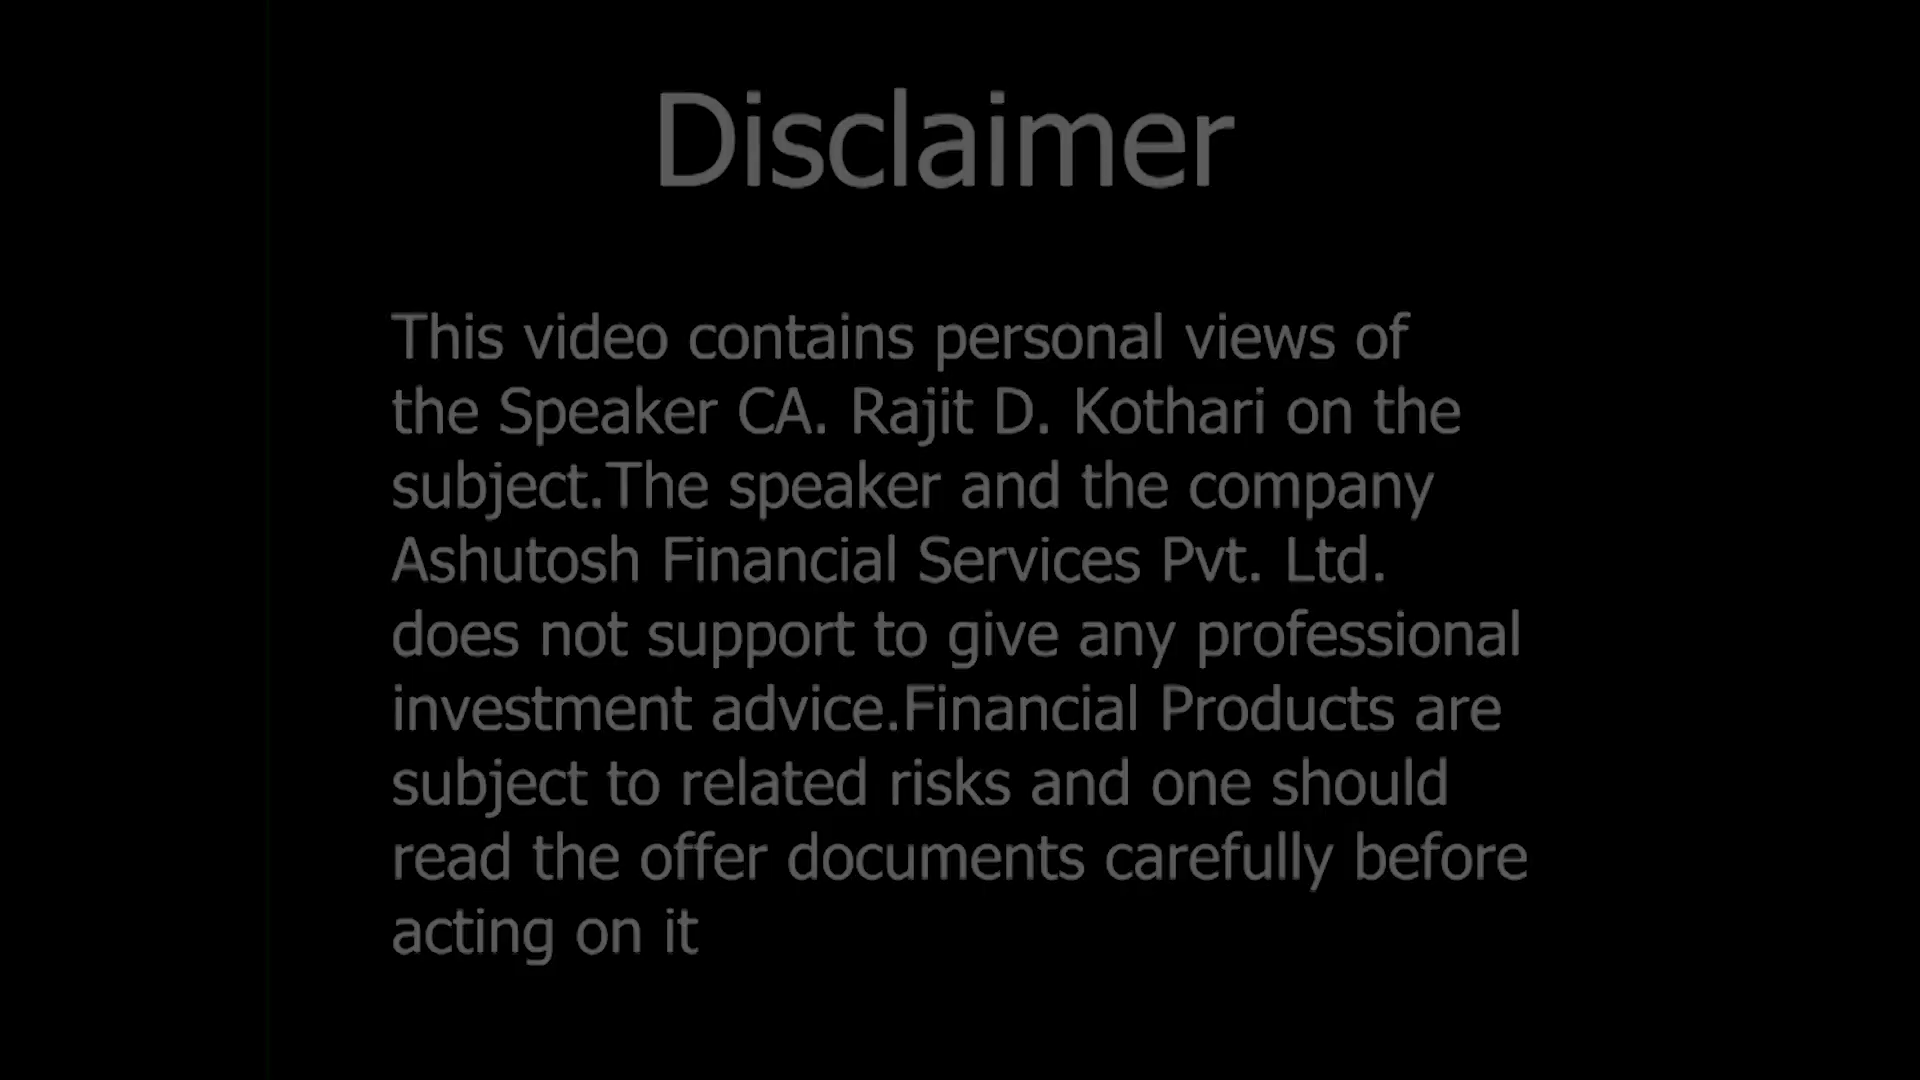 Disclaimer
This video contains personal views of
the Speaker CA. Rajit D. Kothari on the
subject.The speaker and the company
Ashutosh Financial Services Pvt. Ltd.
does not support to give any professional
investment advice.Financial Products are
subject to related risks and one should
read the offer documents carefully before
acting on it